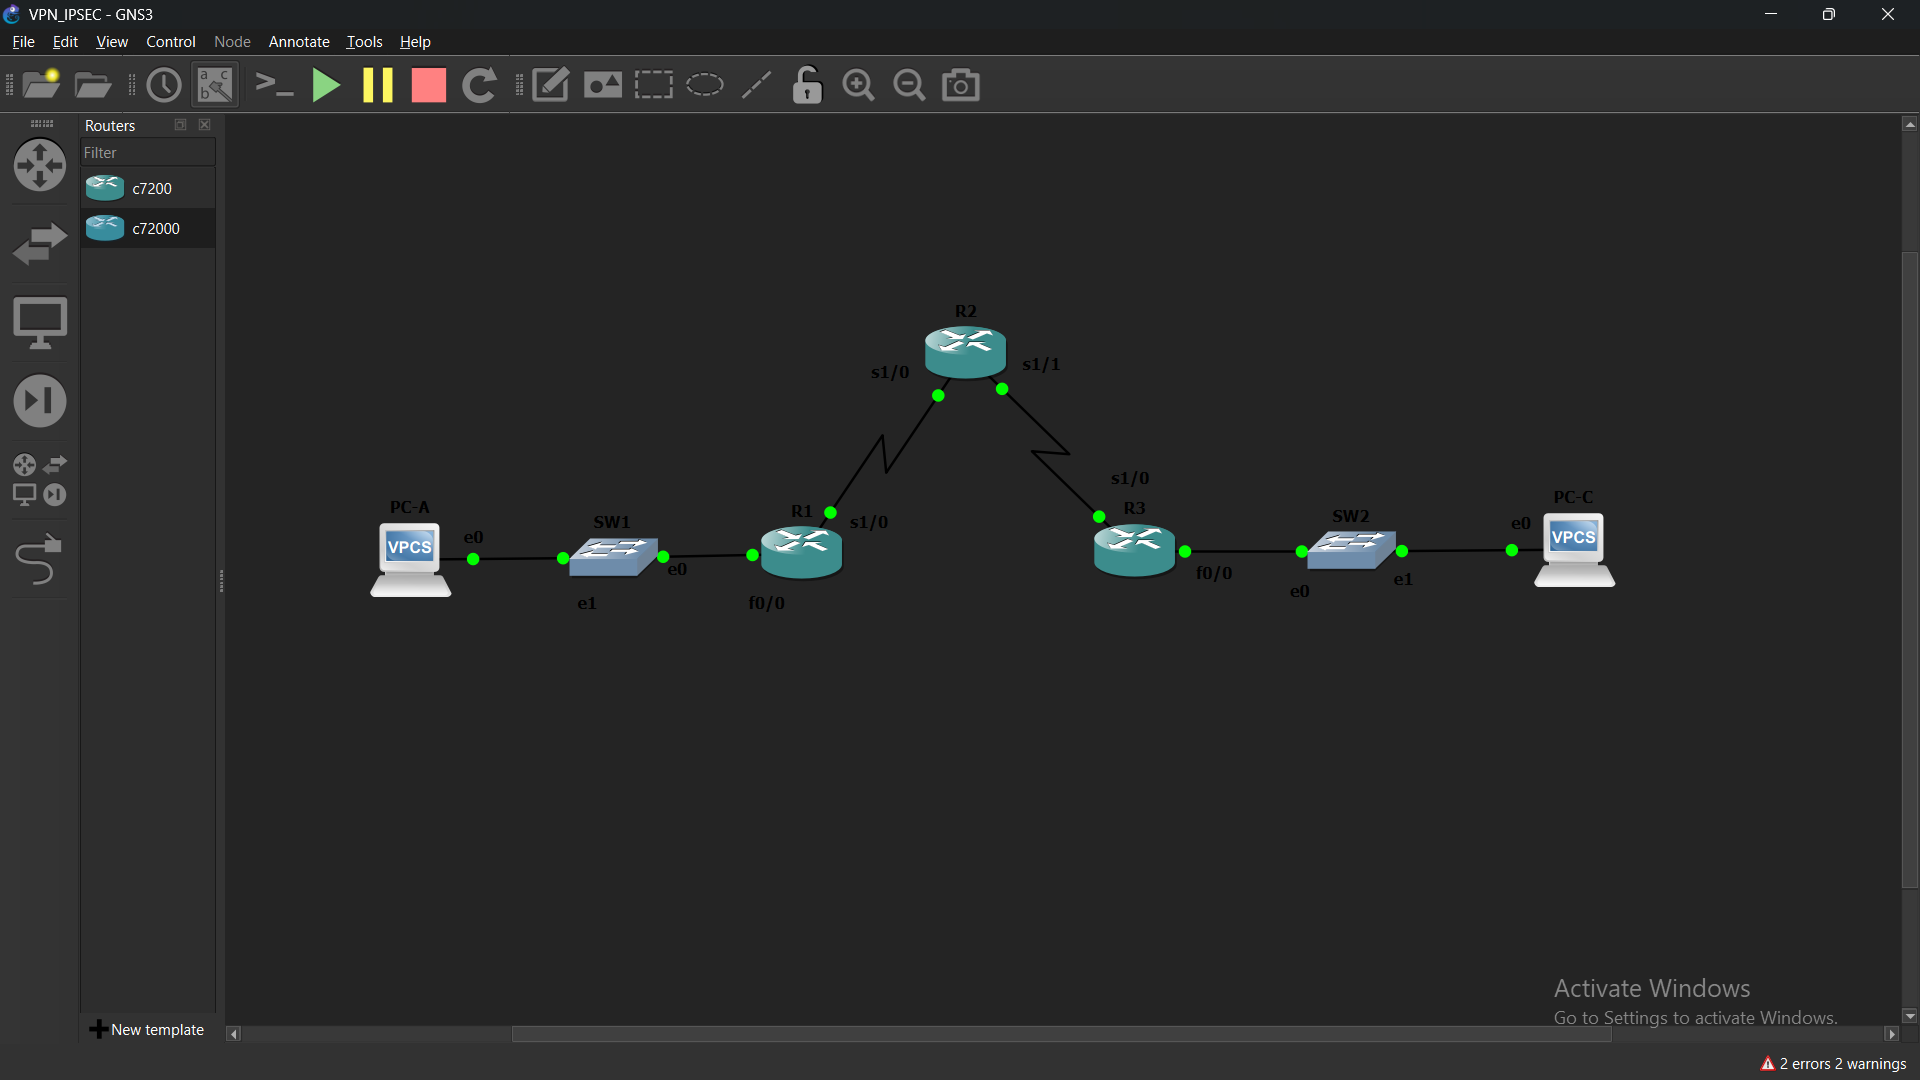 VPN_IPSEC - GNS3
File Edit View Control Node Annotate Tools Help
a c
b
Routers
Filter
c7200
c72000
R2
s1/0
s1/1
s1/0
R3
PC-A
e0
VPCS
SW1
e1
e0
R1
s1/0
f0/0
f0/0
SW2
e0
e1
PC-C
e0
VPCS
Activate Windows
Go to Settings to activate Windows.
New template
2 errors 2 warnings